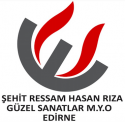 ŞEHİT RESSAM HASAN RIZA
GÜZEL SANATLAR M.Y.O
EDİRNE